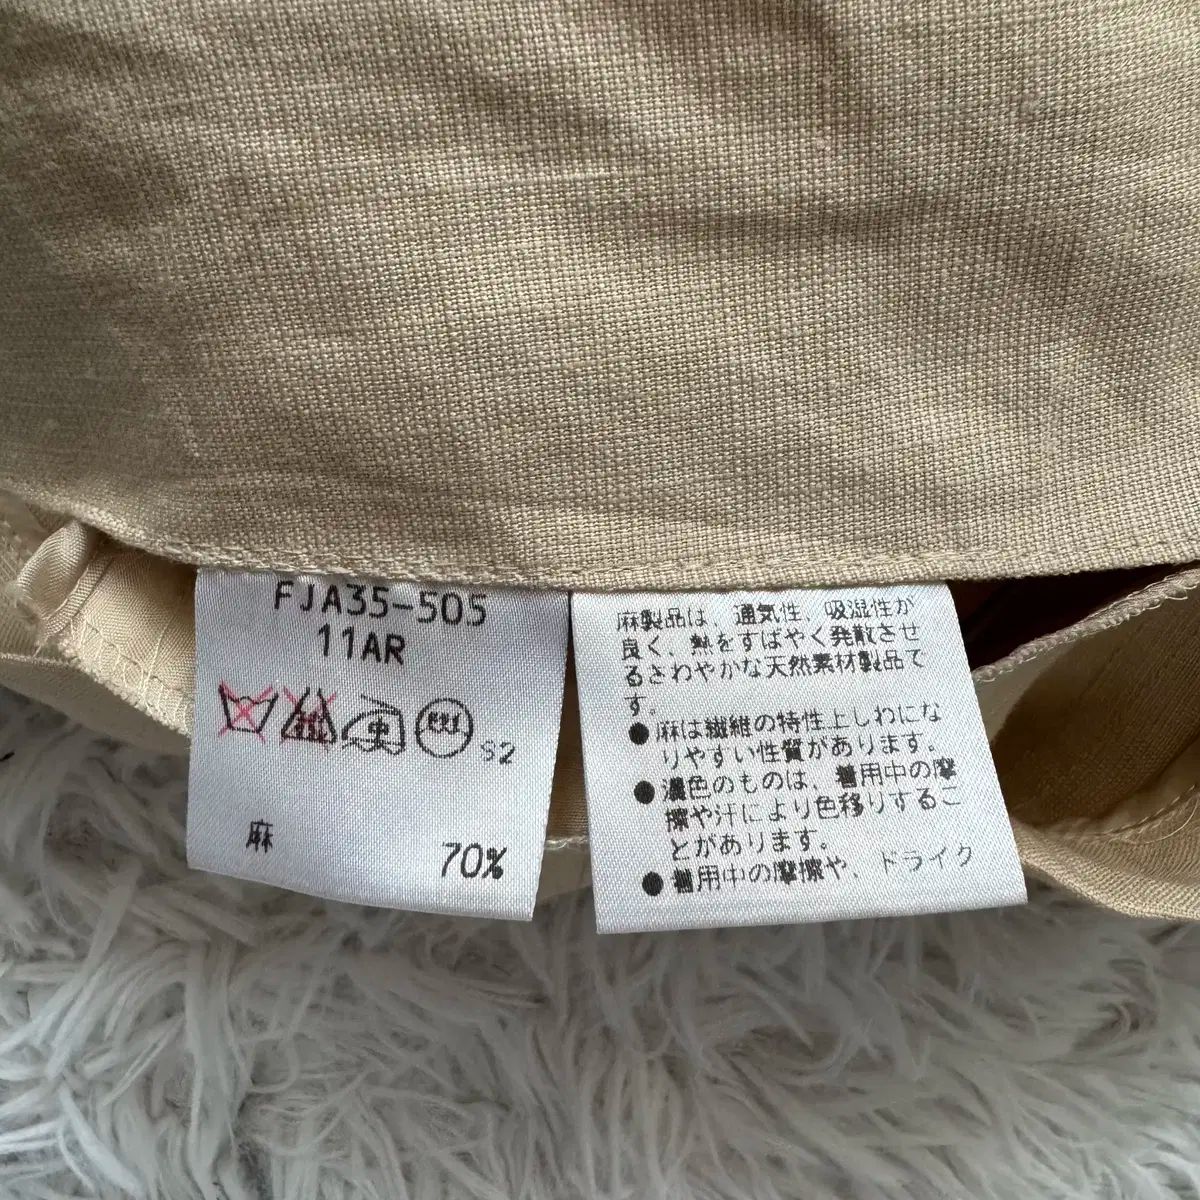 FJA35-505
11AR
中
S2
麻
70%
麻製品は、通気性、吸湿性が
良く、熱をすばやく発散させ
るさわやかな天然素材製品で
す。
●麻は繊維の特性上しわにな
りやすい性質があります。
●濃色のものは、着用中の摩
擦や汗により色移りするこ
とがあります。
●着用中の摩擦や、ドライク